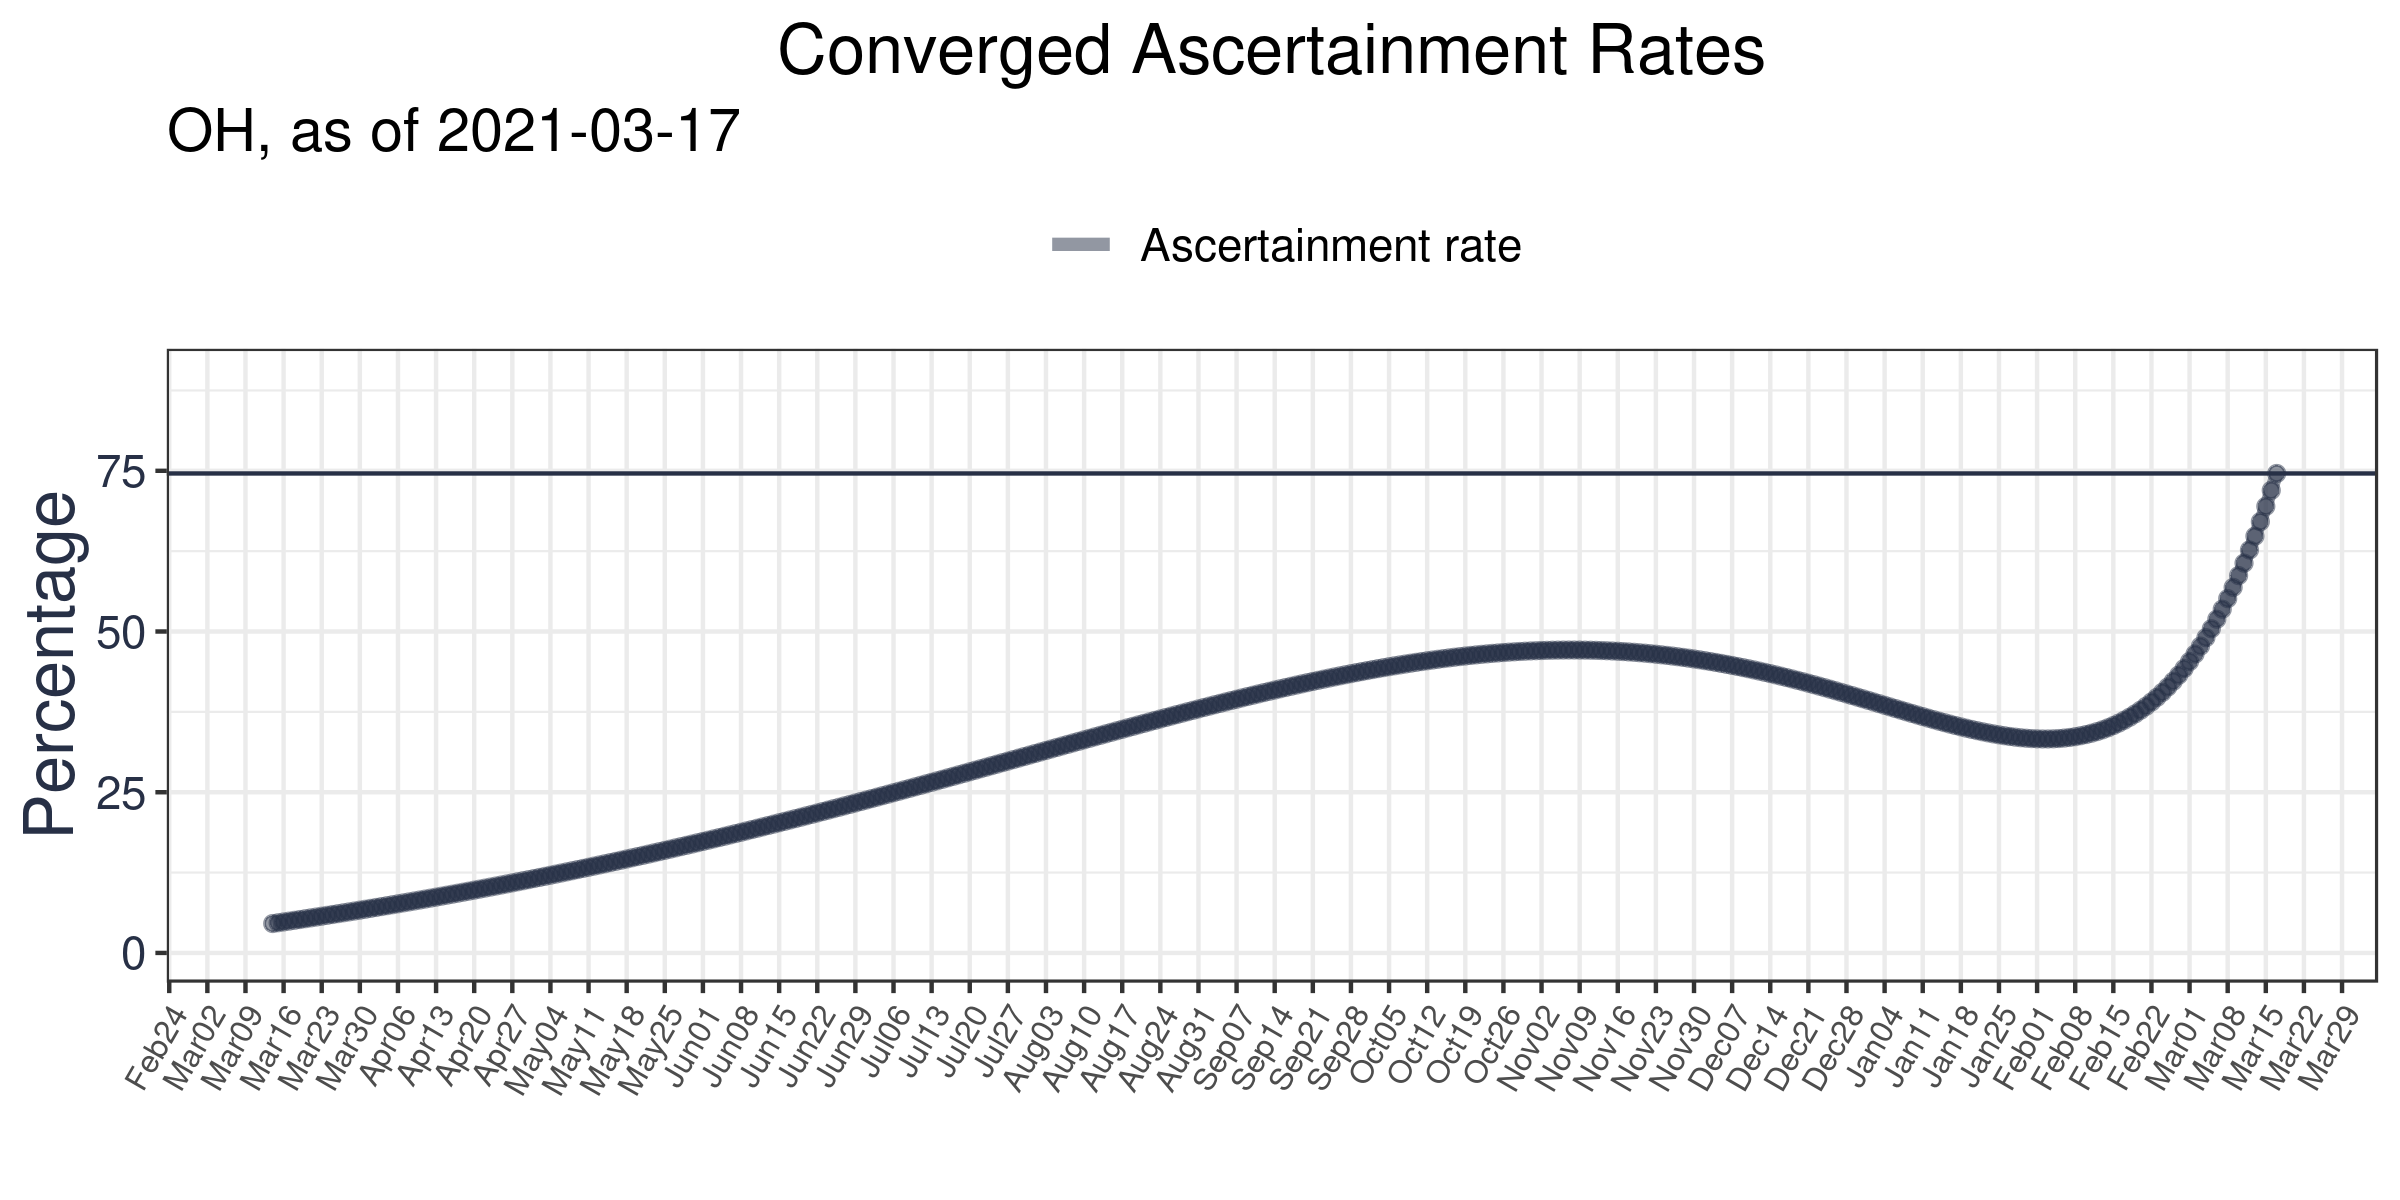 Converged Ascertainment Rates
OH, as of 2021-03-17
Ascertainment rate
Percentage
75
50
25
0
Feb24
Mar02
Mar09
Mar16
Mar23
Mar30
Apr06
Apr13
Apr20
Apr27
May04
May11
May18
May25
Jun01
Jun08
Jun15
Jun22
Jun29
Jul06
Jul13
Jul20
Jul27
Aug03
Aug10
Aug17
Aug24
Aug31
Sep07
Sep14
Sep21
Sep28
Oct05
Oct12
Oct19
Oct26
Nov02
Nov09
Nov16
Nov23
Nov30
Dec07
Dec14
Dec21
Dec28
Jan04
Jan11
Jan18
Jan25
Feb01
Feb08
Feb15
Feb22
Mar01
Mar08
Mar15
Mar22
Mar29